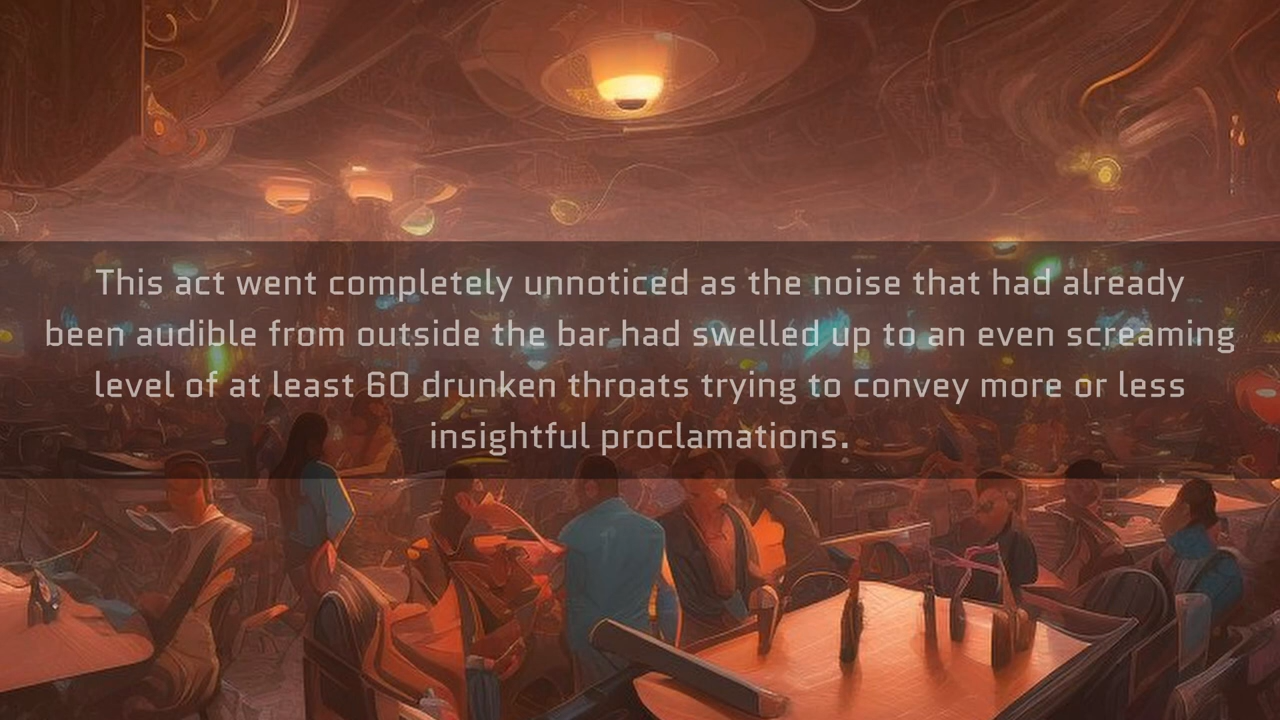 This act went completely unnoticed as the noise that had already
been audible from outside the bar had swelled up to an even screaming
level of at least 60 drunken throats trying to convey more or less
insightful proclamations.